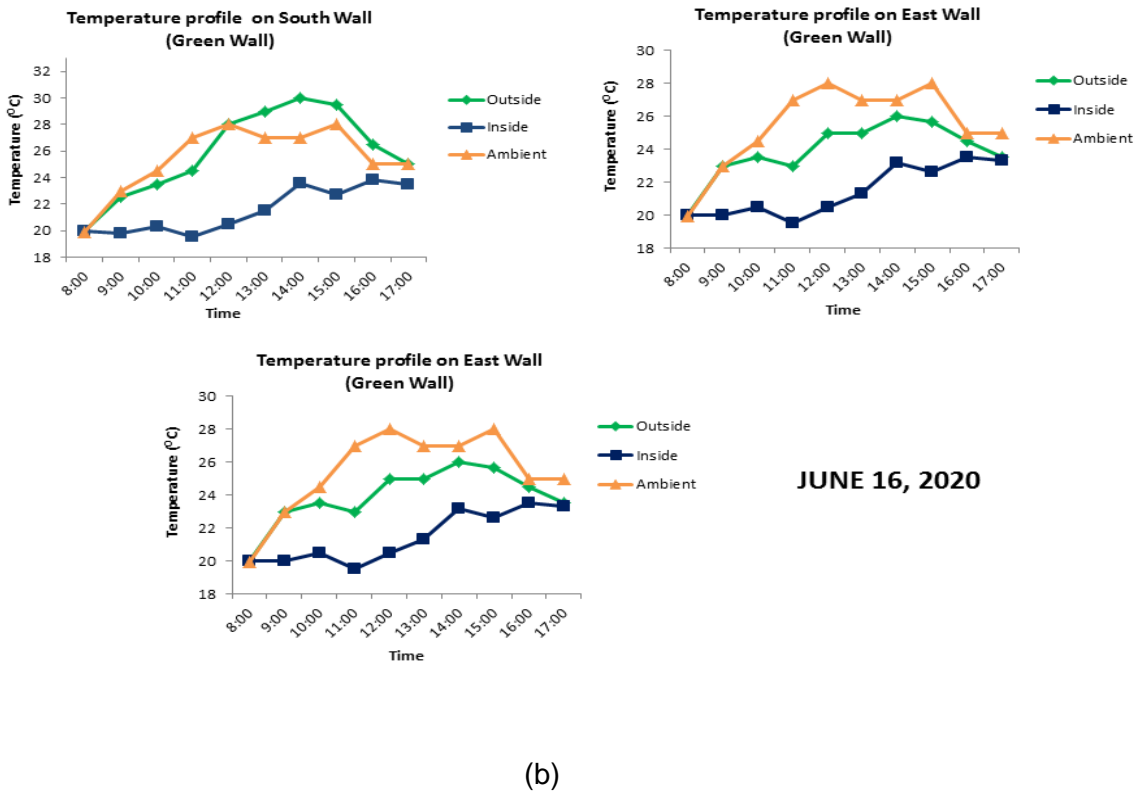 Temperature profile on South Wall
(Green Wall)
Temperature (⁰C)
32
30
28
26
24
22
20
18
8:00
9:00
10:00
11:00
12:00
13:00
14:00
15:00
16:00
17:00
Time
Outside
Inside
Ambient
Temperature profile on East Wall
(Green Wall)
Temperature (⁰C)
30
28
26
24
22
20
18
8:00
9:00
10:00
11:00
12:00
13:00
14:00
15:00
16:00
17:00
Time
Outside
Inside
Ambient
Temperature profile on East Wall
(Green Wall)
Temperature (⁰C)
30
28
26
24
22
20
18
8:00
9:00
10:00
11:00
12:00
13:00
14:00
15:00
16:00
17:00
Time
Outside
Inside
Ambient
JUNE 16, 2020
(b)